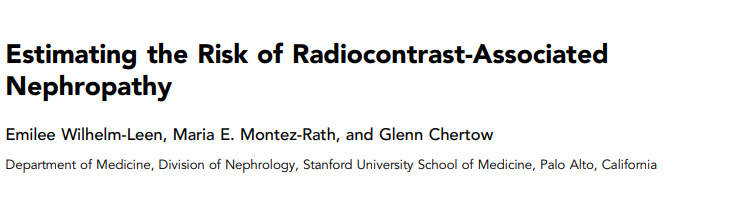 Estimating the Risk of Radiocontrast-Associated
Nephropathy
Emilee Wilhelm-Leen, Maria E. Montez-Rath, and Glenn Chertow
Department of Medicine, Division of Nephrology, Stanford University School of Medicine, Palo Alto, California